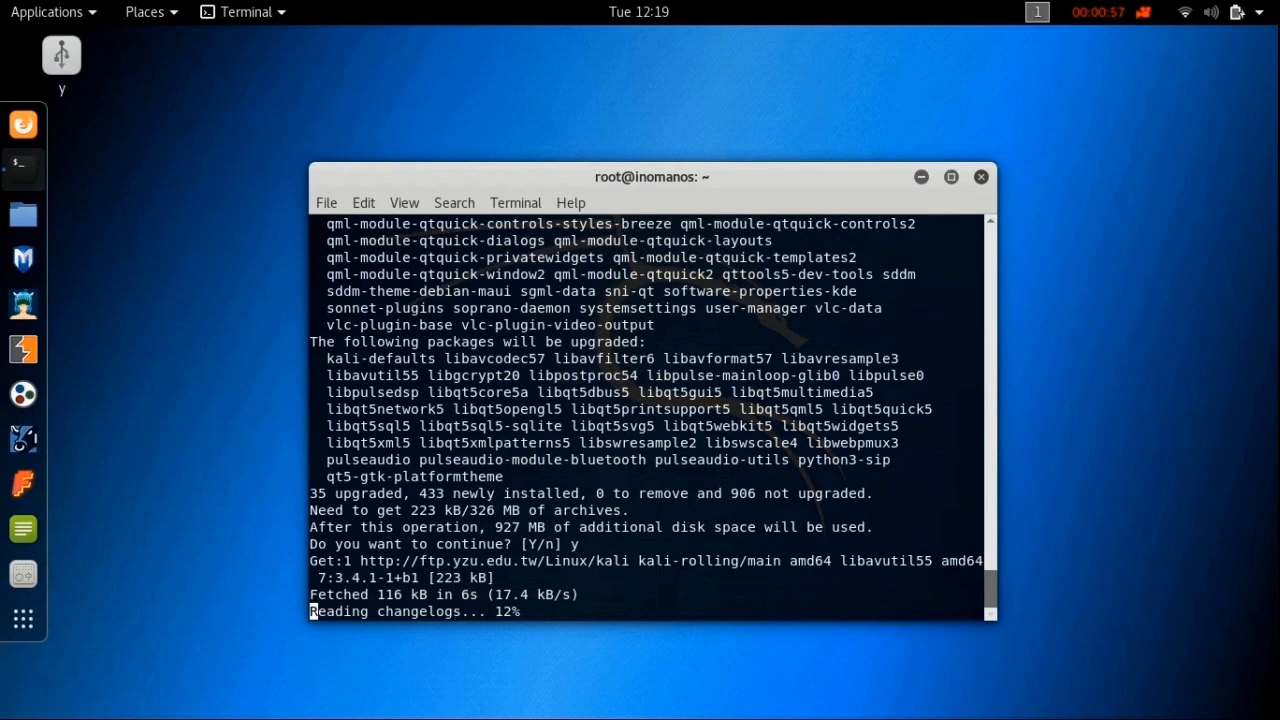 Applications Places Terminal Tue 12:19 1 00:00:57
y
root@inomanos: ~
File Edit View Search Terminal Help
qml-module-qtquick-controls-styles-breeze qml-module-qtquick-controls2
qml-module-qtquick-dialogs qml-module-qtquick-layouts
qml-module-qtquick-privatewidgets qml-module-qtquick-templates2
qml-module-qtquick-window2 qml-module-qtquick2 qttools5-dev-tools sddm
sddm-theme-debian-maui sgml-data sni-qt software-properties-kde
sonnet-plugins soprano-daemon systemsettings user-manager vlc-data
vlc-plugin-base vlc-plugin-video-output
The following packages will be upgraded:
kali-defaults libavcodec57 libavfilter6 libavformat57 libavresample3
libavutil55 libgcrypt20 libpostproc54 libpulse-mainloop-glib0 libpulse0
libpulsedsp libqt5core5a libqt5dbus5 libqt5gui5 libqt5multimedia5
libqt5network5 libqt5opengl5 libqt5printsupport5 libqt5qml5 libqt5quick5
libqt5sql5 libqt5sql5-sqlite libqt5svg5 libqt5webkit5 libqt5widgets5
libqt5xml5 libqt5xmlpatterns5 libswresample2 libswscale4 libwebpmux3
pulseaudio pulseaudio-module-bluetooth pulseaudio-utils python3-sip
qt5-gtk-platformtheme
35 upgraded, 433 newly installed, 0 to remove and 906 not upgraded.
Need to get 223 kB/326 MB of archives.
After this operation, 927 MB of additional disk space will be used.
Do you want to continue? [Y/n] y
Get:1 http://ftp.yzu.edu.tw/Linux/kali kali-rolling/main amd64 libavutil55 amd64
7:3.4.1-1+b1 [223 kB]
Fetched 116 kB in 6s (17.4 kB/s)
Reading changelogs... 12%